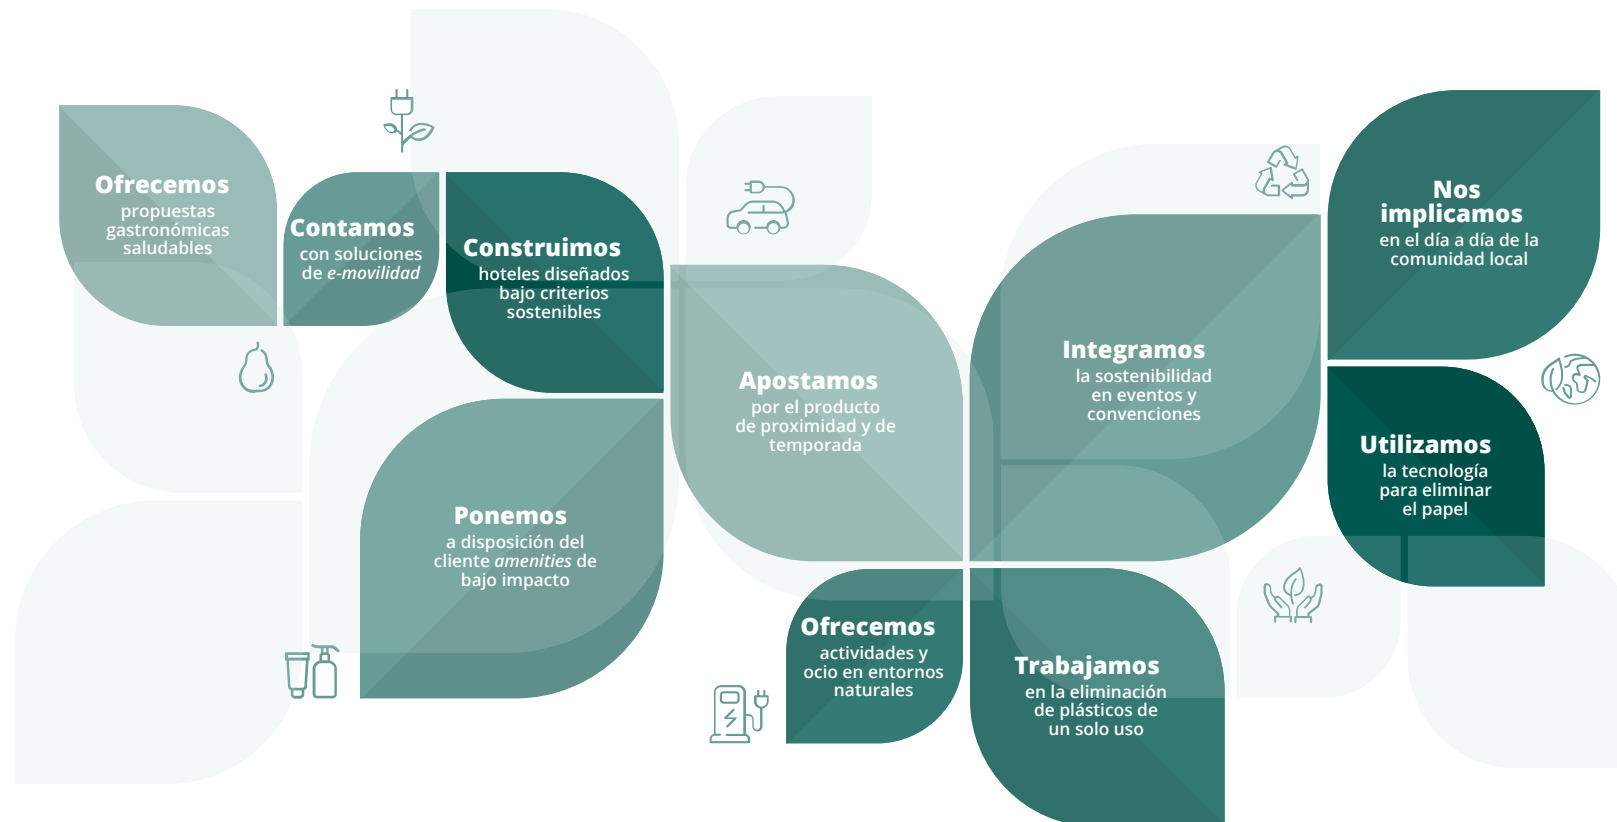 Ofrecemos
propuestas
gastronómicas
saludables
Contamos
con soluciones
de e-movilidad
Construimos
hoteles diseñados
bajo criterios
sostenibles
Ponemos
a disposición del
cliente amenities de
bajo impacto
Apostamos
por el producto
de proximidad y de
temporada
Ofrecemos
actividades y
ocio en entornos
naturales
Integramos
la sostenibilidad
en eventos y
convenciones
Trabajamos
en la eliminación
de plásticos de
un solo uso
Nos
implicamos
en el día a día de la
comunidad local
Utilizamos
la tecnología
para eliminar
el papel